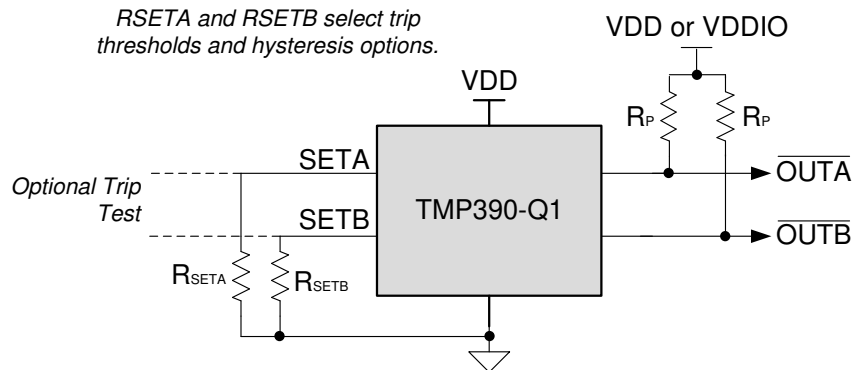 RSETA and RSETB select trip
thresholds and hysteresis options.
VDD or VDDIO
VDD
RP
RP
SETA
OUTA
Optional Trip
Test
TMP390-Q1
SETB
OUTB
RSETA
RSETB